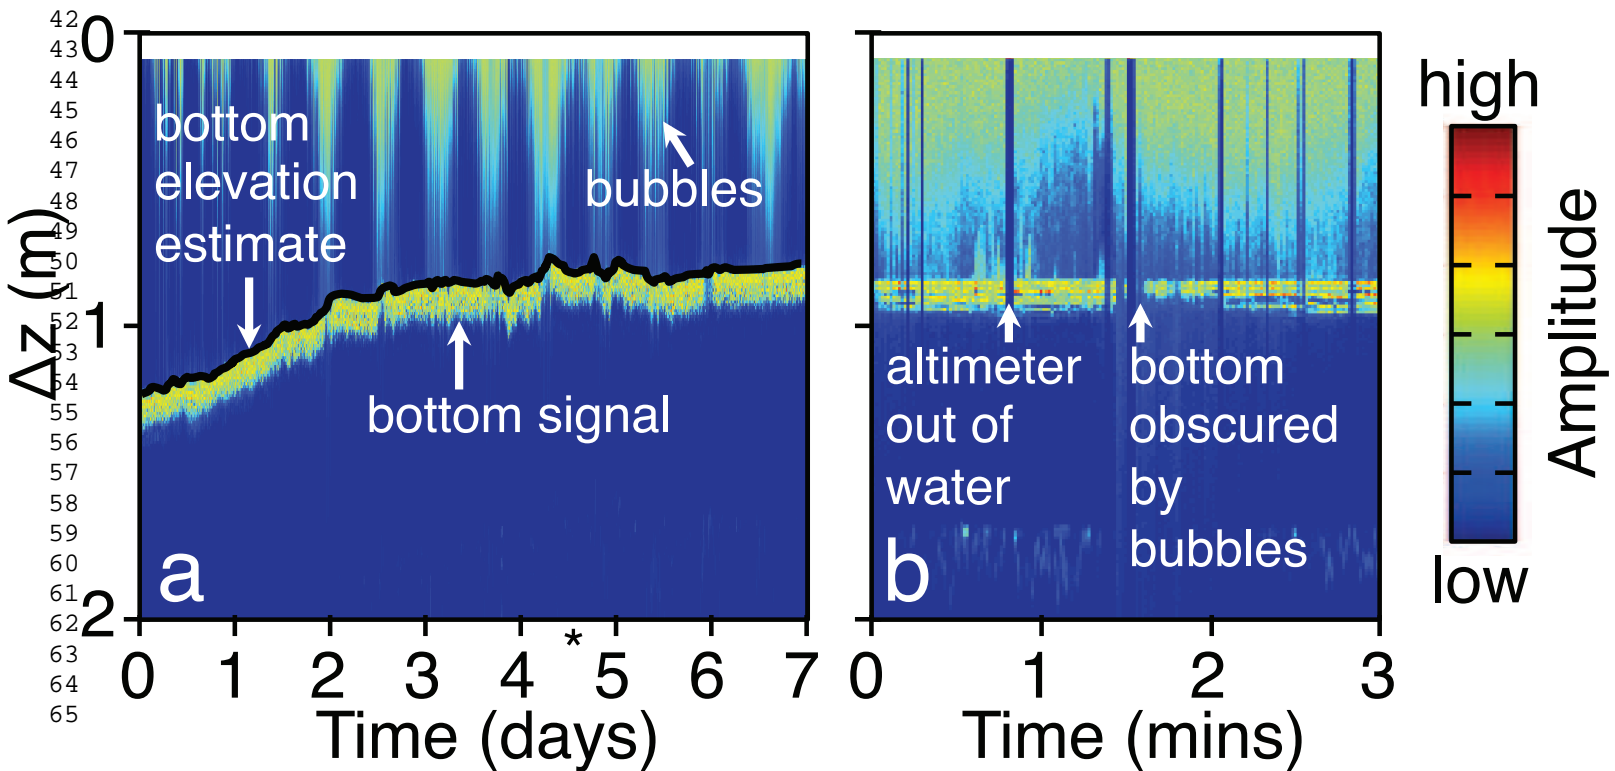 42
43
44
45
46
47
48
49
50
51
52
53
54
55
56
57
58
59
60
61
62
63
64
65
0
1
2
Δz (m)
bottom
elevation
estimate
bubbles
bottom signal
a
0 1 2 3 4 * 5 6 7
Time (days)
altimeter
out of
water
bottom
obscured
by
bubbles
b
0 1 2 3
Time (mins)
high
Amplitude
low